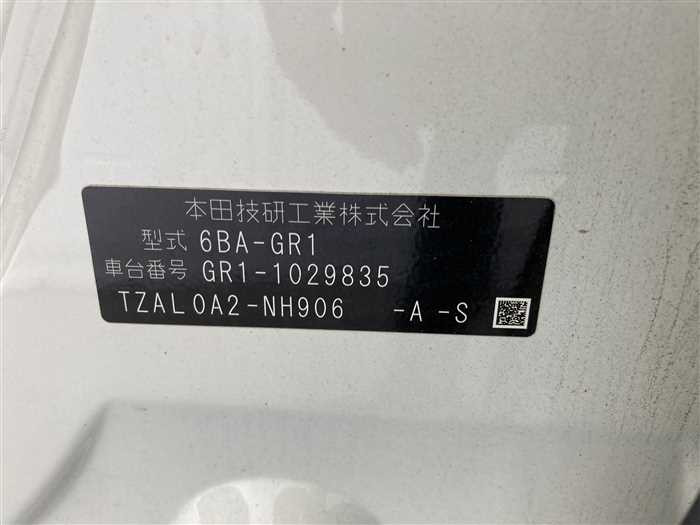 本田技研工業株式会社
型式 6BA-GR1
車台番号 GR1-1029835
TZAL0A2-NH906 -A -S